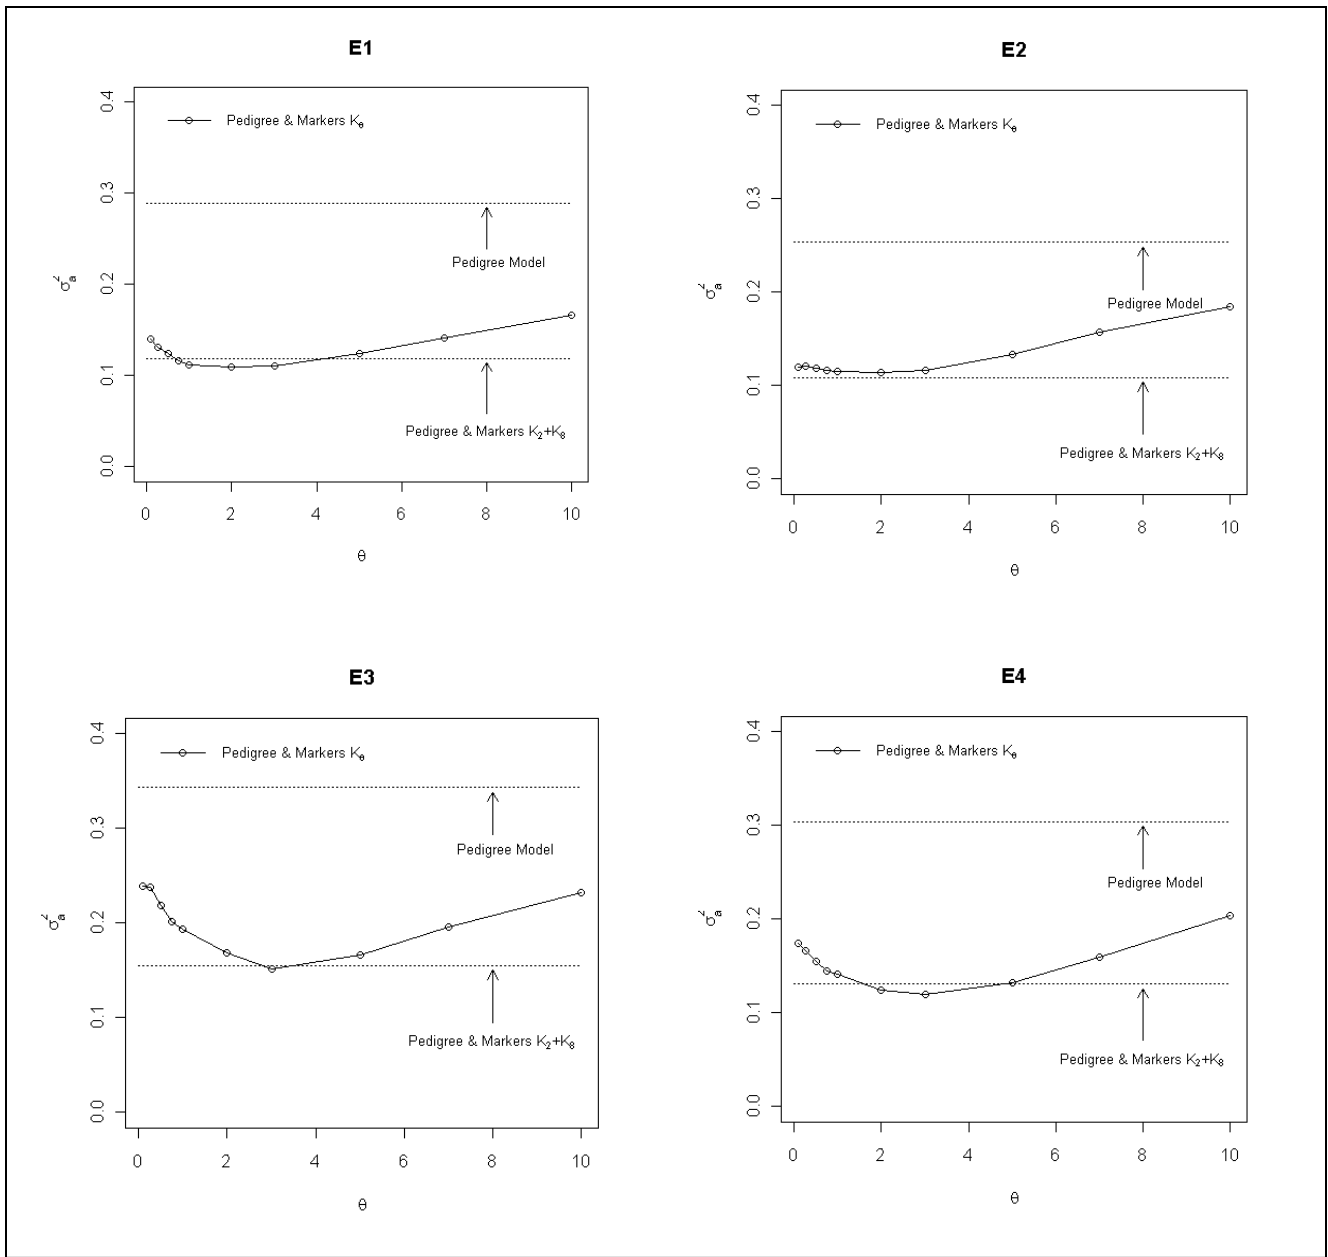 E1
0.4
Pedigree & Markers Kθ
0.3
Pedigree Model
σₐ²
0.2
0.1
Pedigree & Markers K₂+K₈
0.0
0 2 4 6 8 10
θ
E2
0.4
Pedigree & Markers Kθ
0.3
Pedigree Model
σₐ²
0.2
0.1
Pedigree & Markers K₂+K₈
0.0
0 2 4 6 8 10
θ
E3
0.4
Pedigree & Markers Kθ
0.3
Pedigree Model
σₐ²
0.2
0.1
Pedigree & Markers K₂+K₈
0.0
0 2 4 6 8 10
θ
E4
0.4
Pedigree & Markers Kθ
0.3
Pedigree Model
σₐ²
0.2
0.1
Pedigree & Markers K₂+K₈
0.0
0 2 4 6 8 10
θ